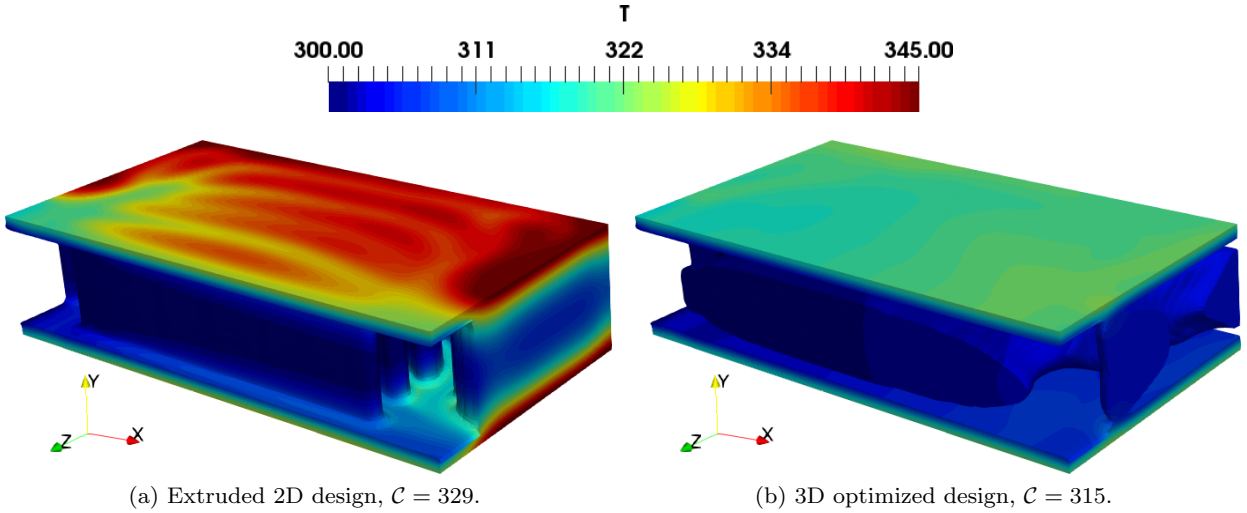 T
300.00 311 322 334 345.00
Y
Z X
Y
Z X
(a) Extruded 2D design, 𝒞 = 329.
(b) 3D optimized design, 𝒞 = 315.